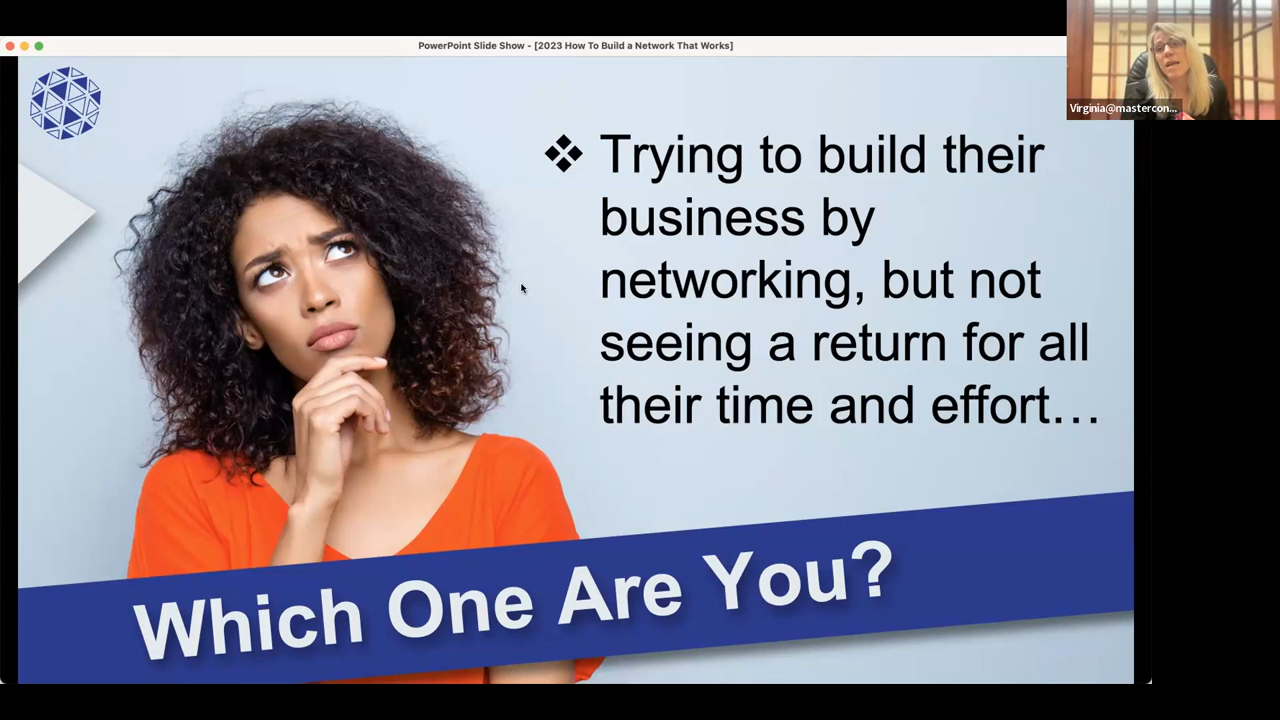 PowerPoint Slide Show - [2023 How To Build a Network That Works]
Virginia@mastercon...
❖ Trying to build their
business by
networking, but not
seeing a return for all
their time and effort…
Which One Are You?